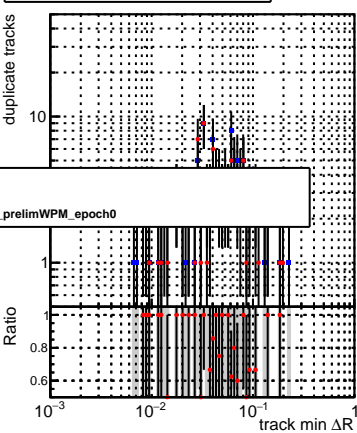 duplicate tracks
10
_prelimWPM_epoch0
1
Ratio
1
0.8
0.6
10⁻³ 10⁻² 10⁻¹ 1
track min ΔR